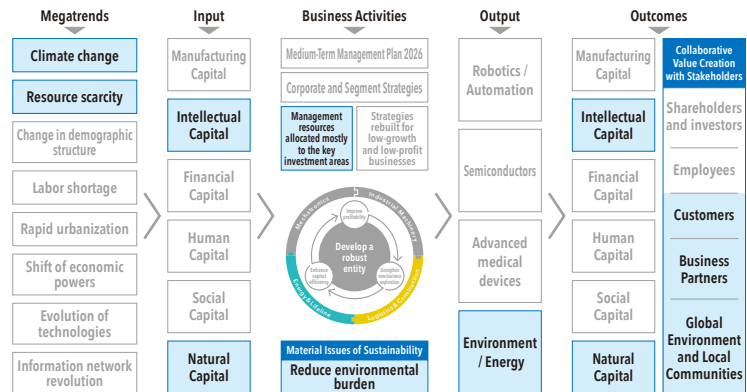 Megatrends
Input
Business Activities
Output
Outcomes
Climate change
Resource scarcity
Change in demographic
structure
Labor shortage
Rapid urbanization
Shift of economic
powers
Evolution of
technologies
Information network
revolution
Manufacturing
Capital
Intellectual
Capital
Financial
Capital
Human
Capital
Social
Capital
Natural
Capital
Medium-Term Management Plan 2026
Corporate and Segment Strategies
Management
resources
allocated mostly
to the key
investment areas
Strategies
rebuilt for
low-growth
and low-profit
businesses
Mechatronics
Industrial Machinery
Logistics & Construction
Energy & Lifeline
Improve
profitability
Develop a
robust
entity
Enhance
capital
efficiency
Strengthen
Material Issues of Sustainability
Reduce environmental
burden
Robotics /
Automation
Semiconductors
Advanced
medical
devices
Environment
/ Energy
Manufacturing
Capital
Intellectual
Capital
Financial
Capital
Human
Capital
Social
Capital
Natural
Capital
Collaborative
Value Creation
with Stakeholders
Shareholders
and investors
Employees
Customers
Business
Partners
Global
Environment
and Local
Communities